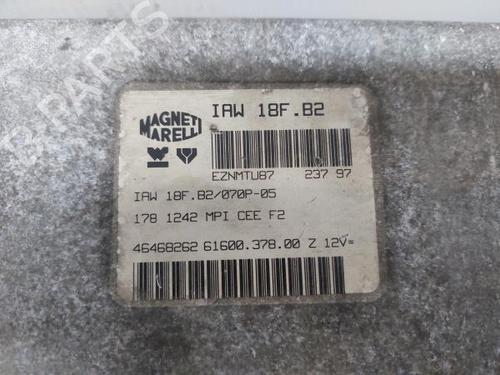 MAGNETI
MARELLI
IAW 18F.B2
EZNMTU87 237 97
IAW 18F.B2/070P-05
178 1242 MPI CEE F2
46468262 61600.378.00 Z 12V=
B-PARTS